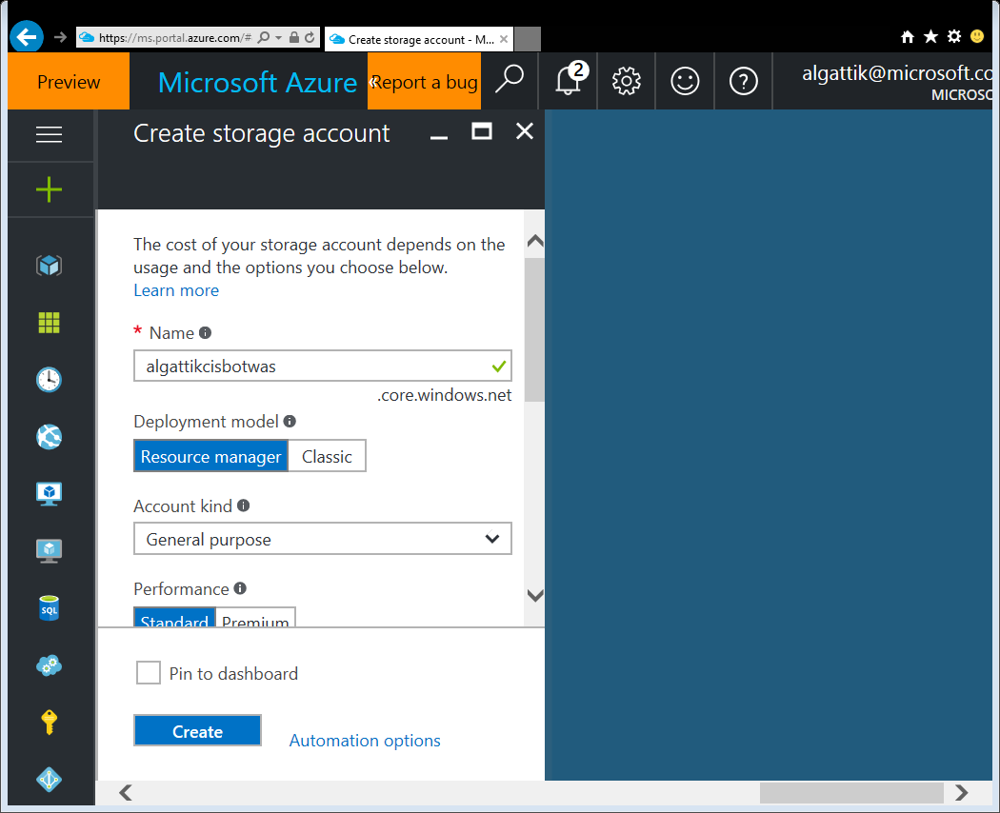 https://ms.portal.azure.com/#
Create storage account - M...
Preview
Microsoft Azure
«
Report a bug
2
algattik@microsoft.co
MICROSO
Create storage account
The cost of your storage account depends on the
usage and the options you choose below.
Learn more
* Name
algattikcisbotwas
.core.windows.net
Deployment model
Resource manager
Classic
Account kind
General purpose
Performance
Standard
Premium
SQL
Pin to dashboard
Create
Automation options